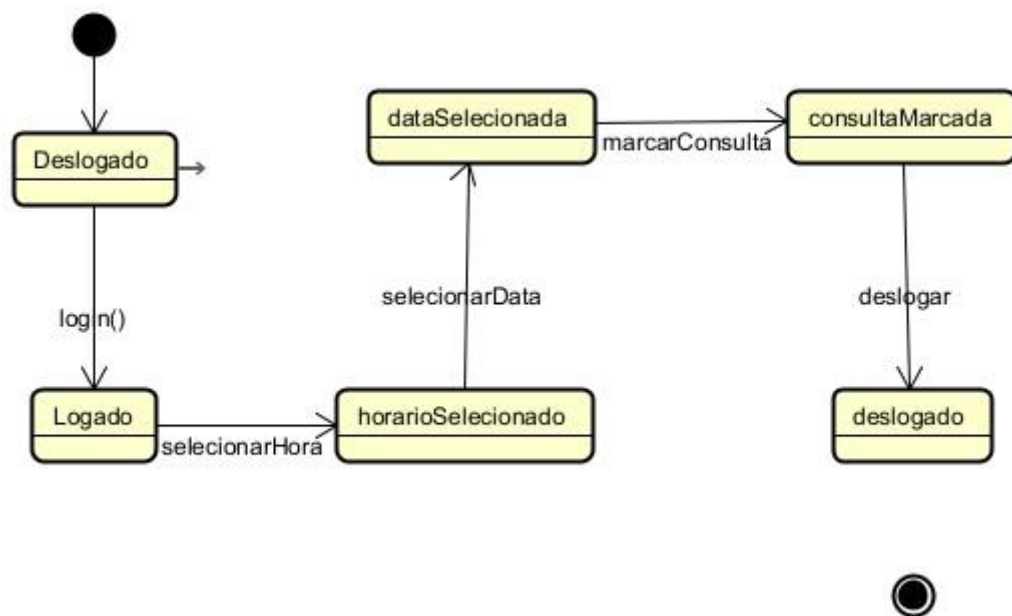 Deslogado
login()
Logado
selecionarHora
horarioSelecionado
selecionarData
dataSelecionada
marcarConsulta
consultaMarcada
deslogar
deslogado